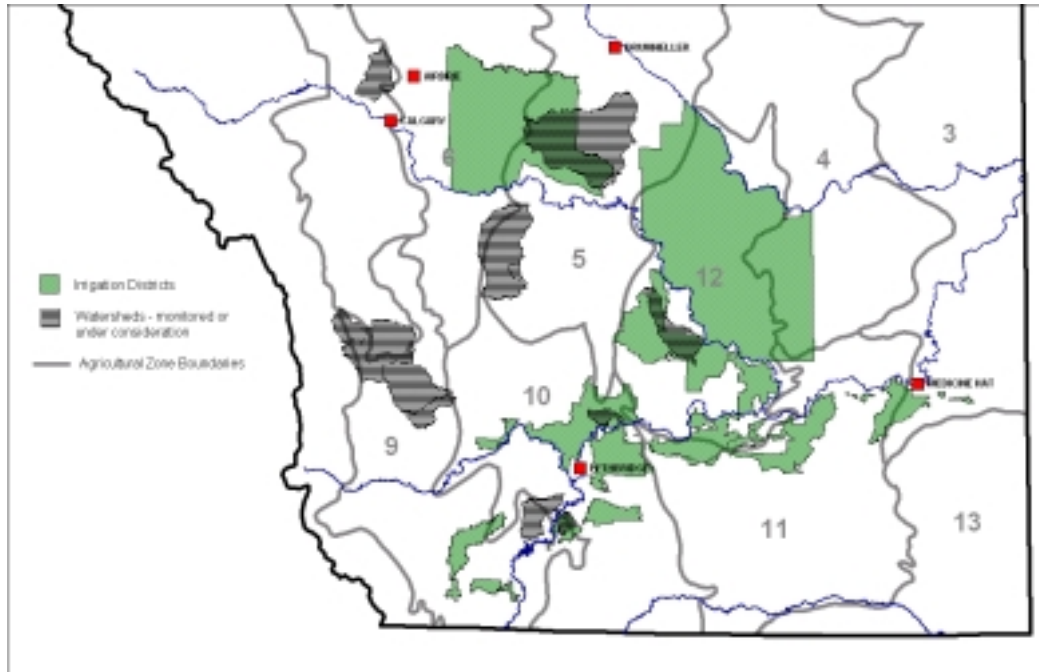 DRUMHELLER
AIRDRIE
CALGARY
3
6
4
5
12
Irrigation Districts
Watersheds - monitored or
under consideration
Agricultural Zone Boundaries
MEDICINE HAT
10
9
LETHBRIDGE
11
13